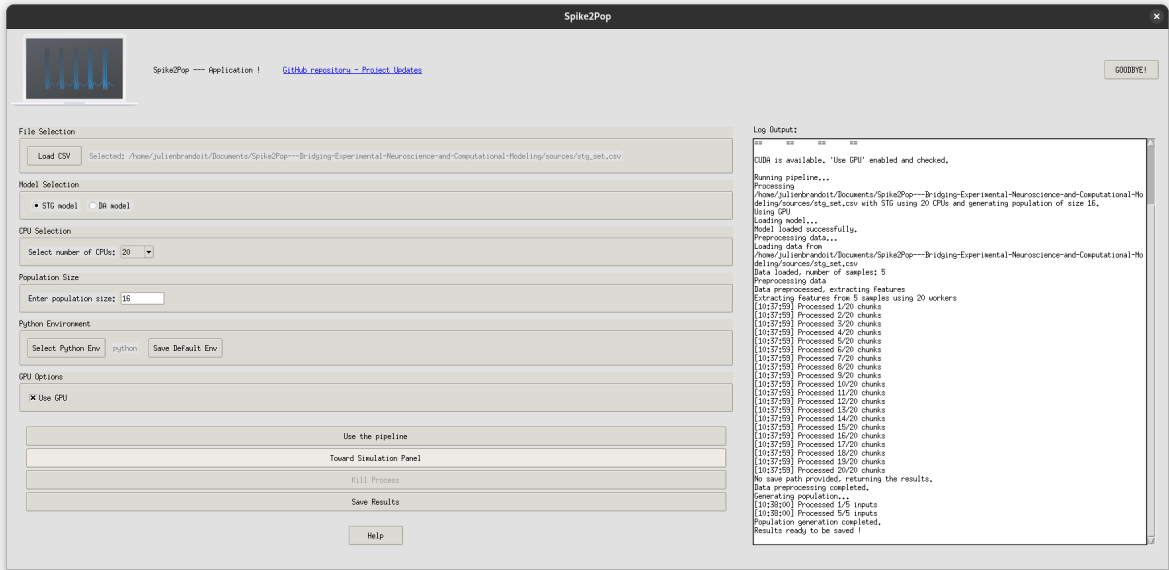 Spike2Pop
Spike2Pop --- Application !
GitHub repository - Project Updates
GOODBYE!
File Selection
Load CSV
Selected: /home/julienbrandoit/Documents/Spike2Pop---Bridging-Experimental-Neuroscience-and-Computational-Modeling/sources/stg_set.csv
Model Selection
STG model
DA model
CPU Selection
Select number of CPUs: 20
Population Size
Enter population size: 16
Python Environment
Select Python Env
python
Save Default Env
GPU Options
Use GPU
Use the pipeline
Toward Simulation Panel
Kill Process
Save Results
Help
Log Output:
== == == ==
CUDA is available. 'Use GPU' enabled and checked.
Running pipeline...
Processing
/home/julienbrandoit/Documents/Spike2Pop---Bridging-Experimental-Neuroscience-and-Computational-Mo
deling/sources/stg_set.csv with STG using 20 CPUs and generating population of size 16.
Using GPU
Loading model...
Model loaded successfully.
Preprocessing data...
Loading data from
/home/julienbrandoit/Documents/Spike2Pop---Bridging-Experimental-Neuroscience-and-Computational-Mo
deling/sources/stg_set.csv
Data loaded, number of samples: 5
Preprocessing data
Data preprocessed, extracting features
Extracting features from 5 samples using 20 workers
[10:37:59] Processed 1/20 chunks
[10:37:59] Processed 2/20 chunks
[10:37:59] Processed 3/20 chunks
[10:37:59] Processed 4/20 chunks
[10:37:59] Processed 5/20 chunks
[10:37:59] Processed 6/20 chunks
[10:37:59] Processed 7/20 chunks
[10:37:59] Processed 8/20 chunks
[10:37:59] Processed 9/20 chunks
[10:37:59] Processed 10/20 chunks
[10:37:59] Processed 11/20 chunks
[10:37:59] Processed 12/20 chunks
[10:37:59] Processed 13/20 chunks
[10:37:59] Processed 14/20 chunks
[10:37:59] Processed 15/20 chunks
[10:37:59] Processed 16/20 chunks
[10:37:59] Processed 17/20 chunks
[10:37:59] Processed 18/20 chunks
[10:37:59] Processed 19/20 chunks
[10:37:59] Processed 20/20 chunks
No save path provided, returning the results.
Data preprocessing completed.
Generating population...
[10:38:00] Processed 1/5 inputs
[10:38:00] Processed 5/5 inputs
Population generation completed.
Results ready to be saved !